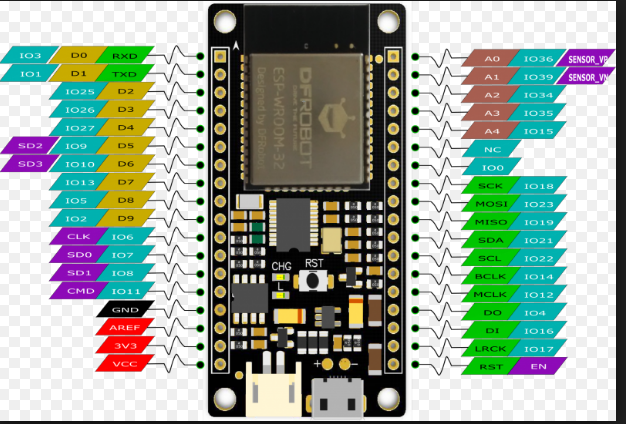 IO3 D0 RXD
IO1 D1 TXD
IO25 D2
IO26 D3
IO27 D4
SD2 IO9 D5
SD3 IO10 D6
IO13 D7
IO5 D8
IO2 D9
CLK IO6
SD0 IO7
SD1 IO8
CMD IO11
GND
AREF
3V3
VCC
DFROBOT
ESP-WROOM-32
Designed by DFRobot
CHG
RST
L
+ −
A0 IO36 SENSOR_VP
A1 IO39 SENSOR_VN
A2 IO34
A3 IO35
A4 IO15
NC
IO0
SCK IO18
MOSI IO23
MISO IO19
SDA IO21
SCL IO22
BCLK IO14
MCLK IO12
DO IO4
DI IO16
LRCK IO17
RST EN